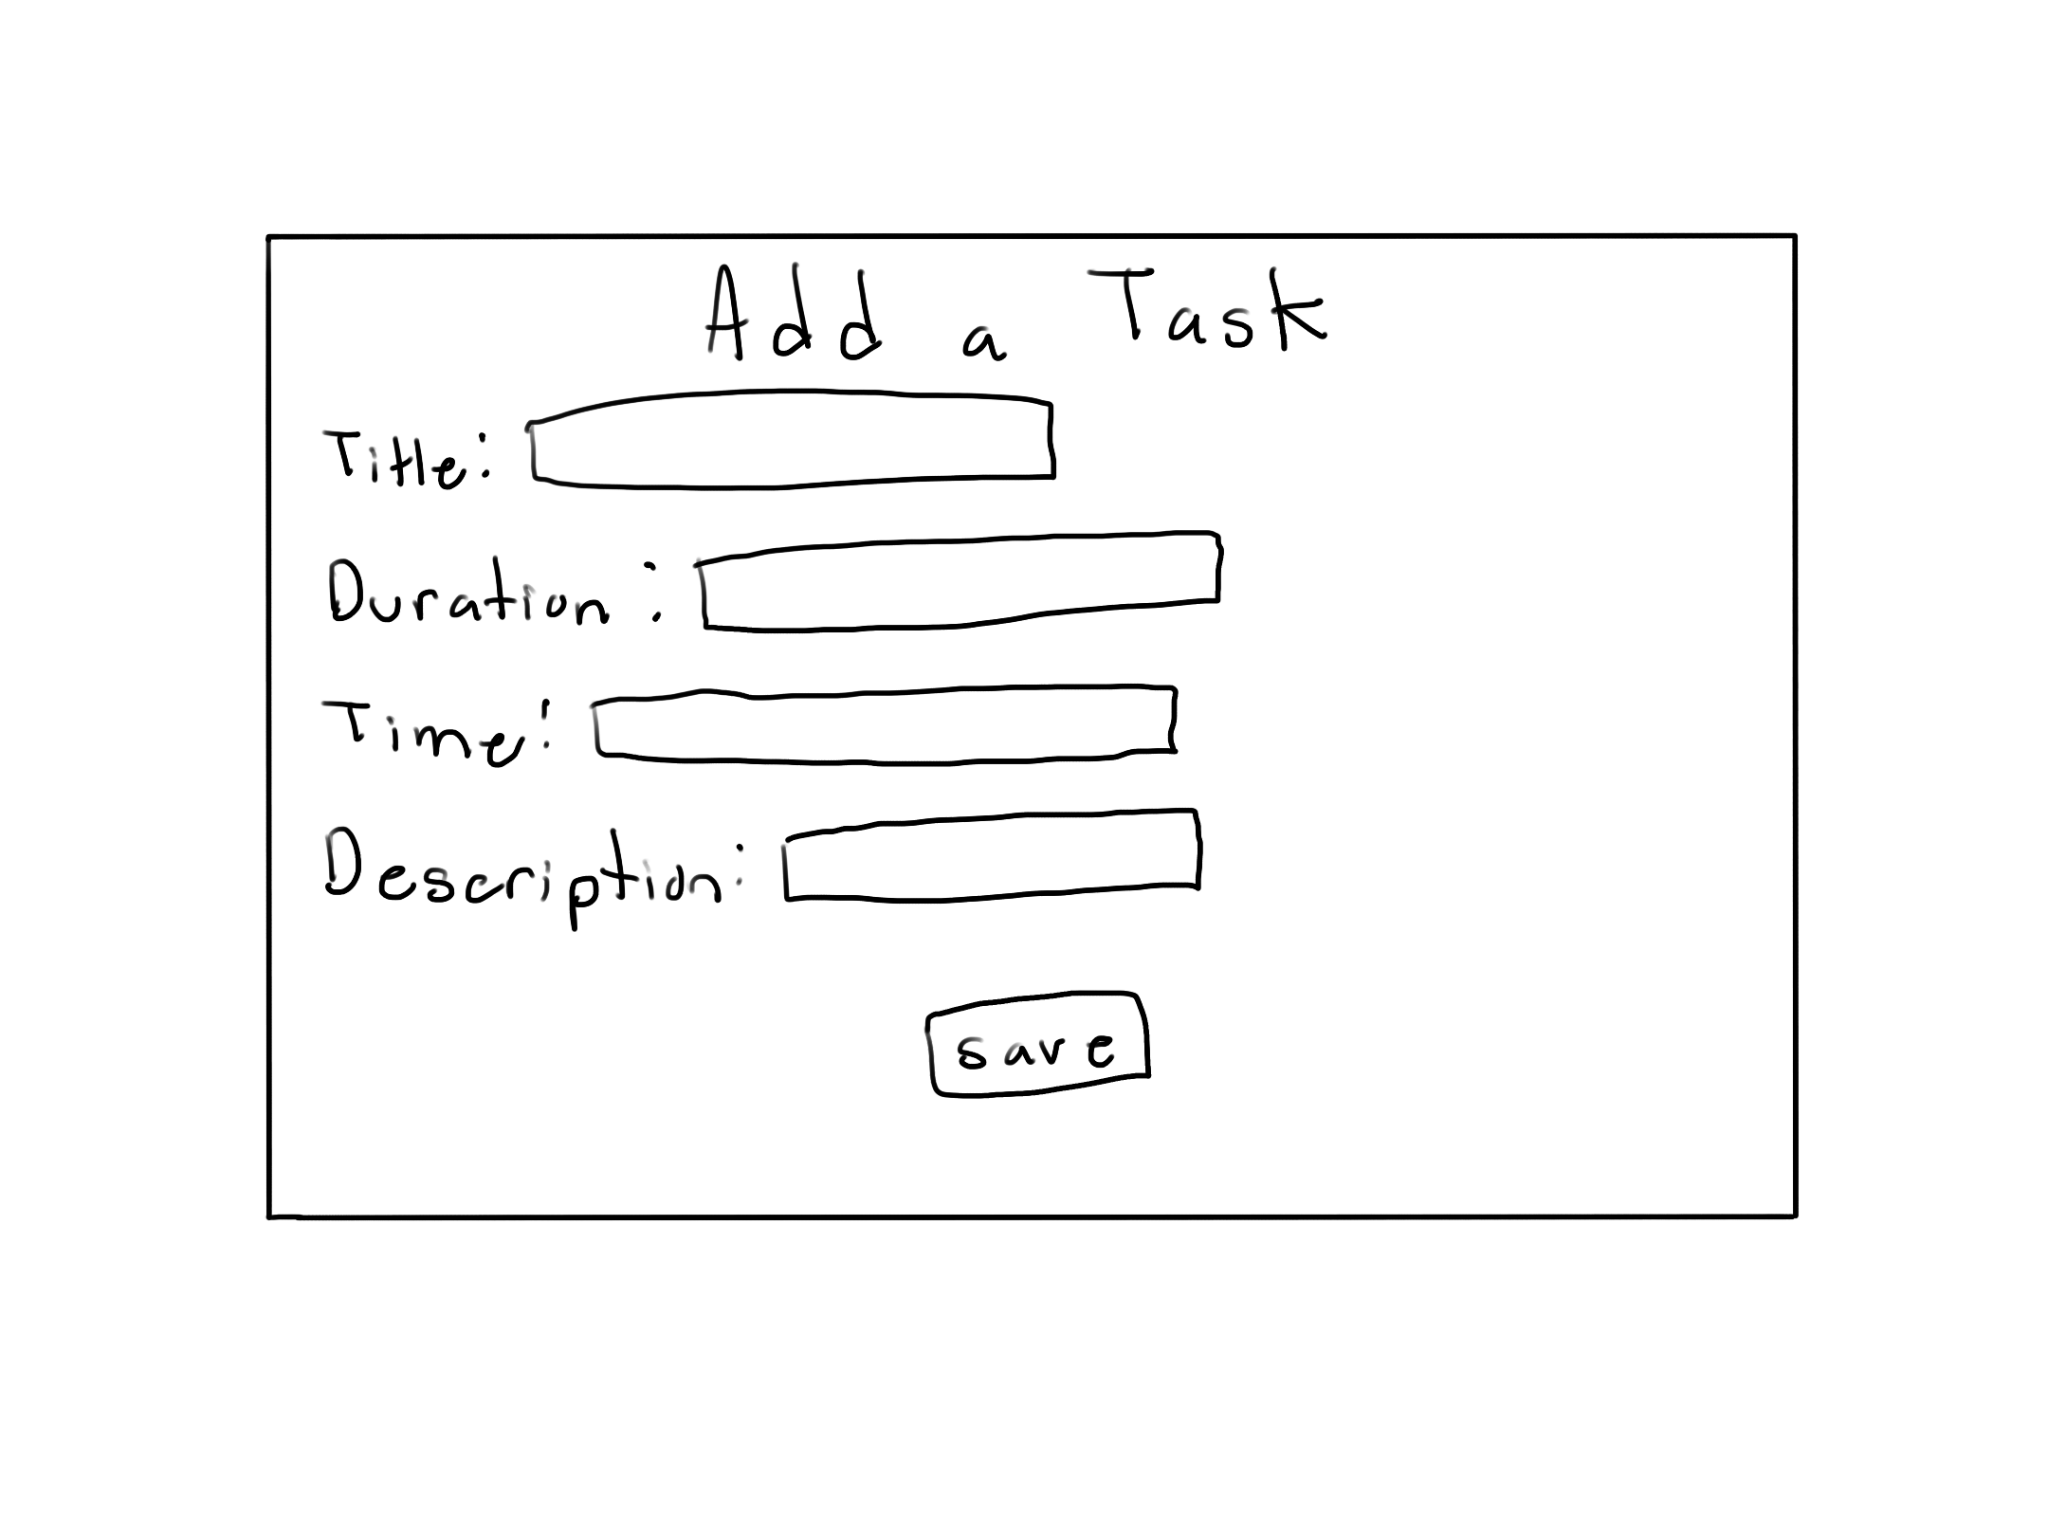 Add a Task
Title:
Duration:
Time:
Description:
save